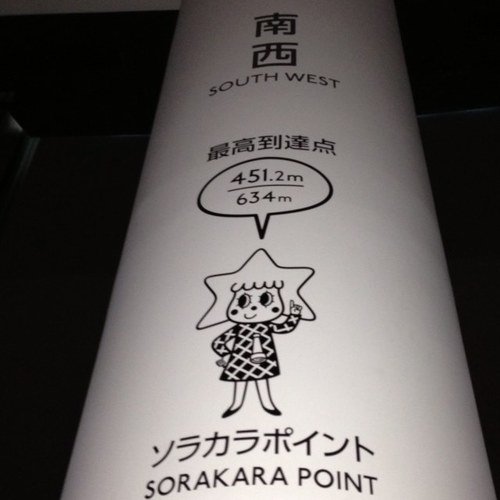 南
西
SOUTH WEST
最高到達点
451.2m
634m
ソラカラポイント
SORAKARA POINT